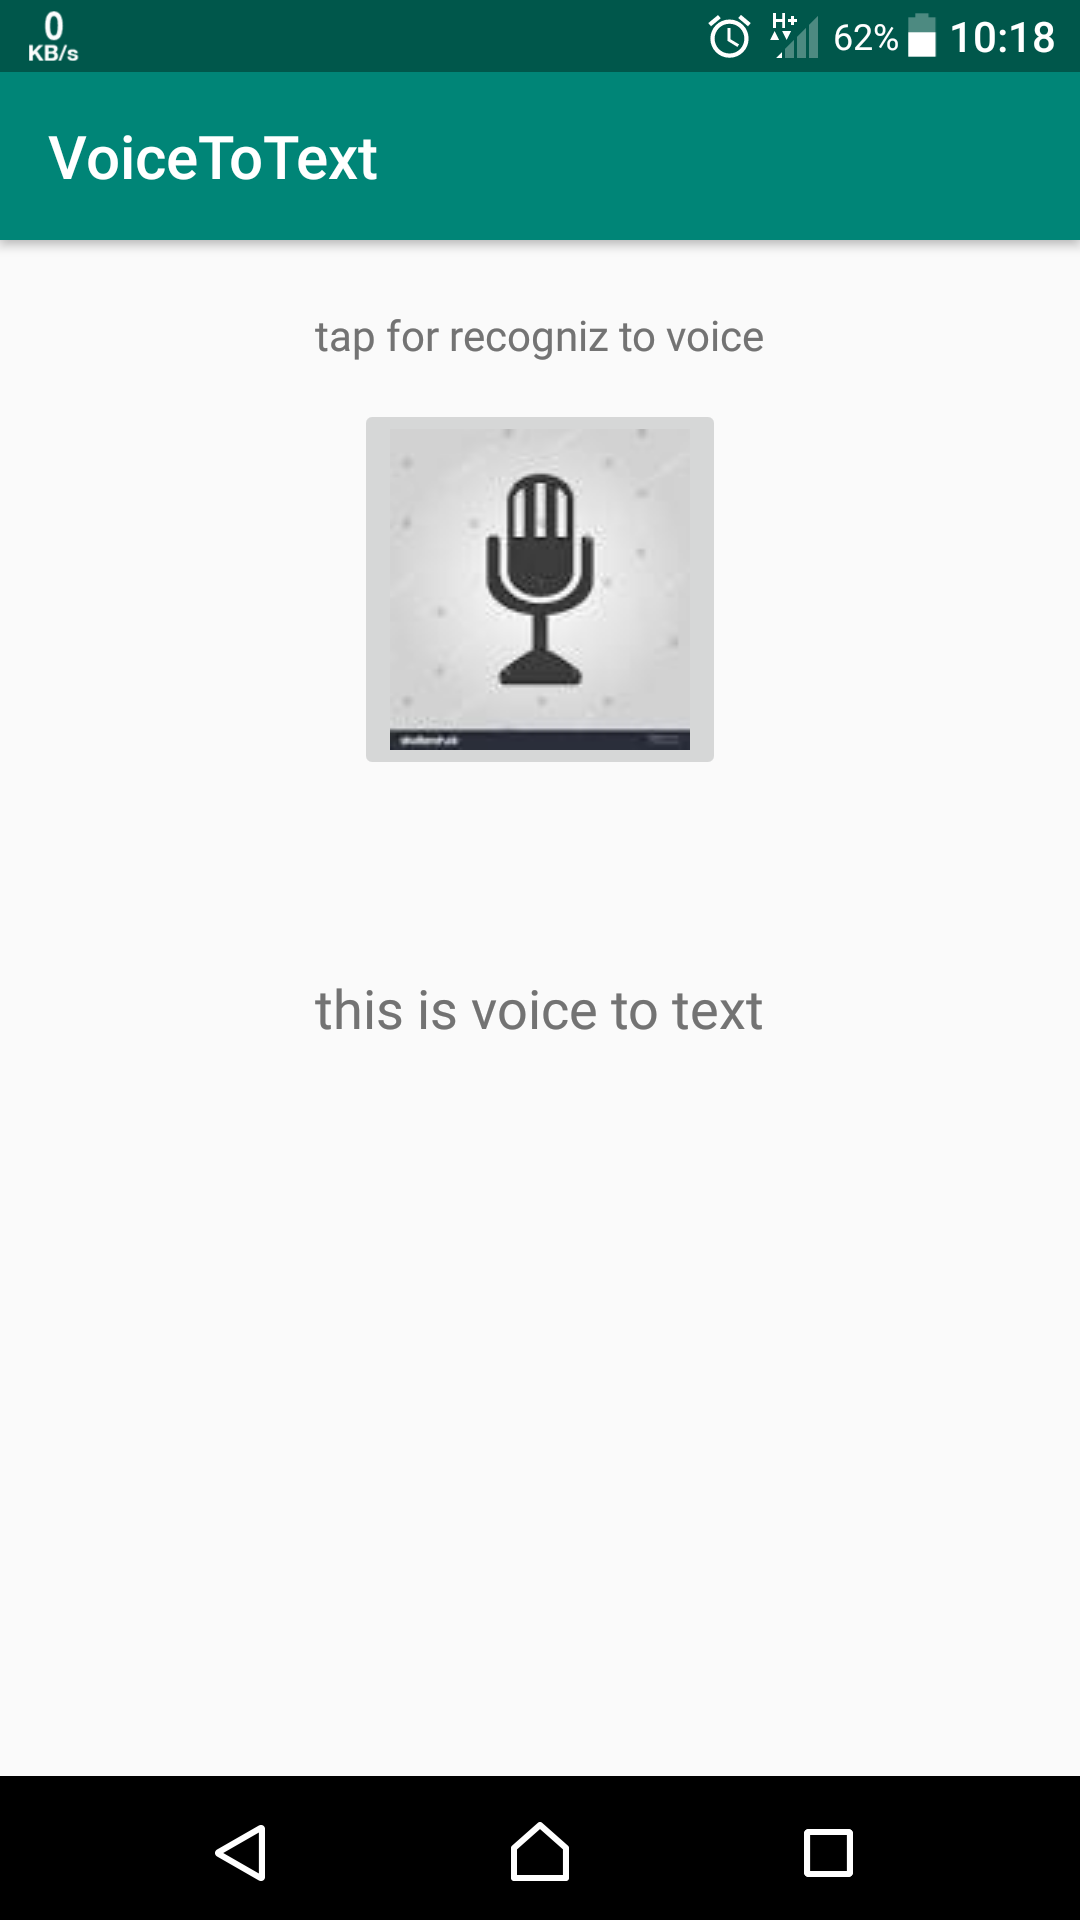 0
KB/s
H+
62%
10:18
VoiceToText
tap for recogniz to voice
this is voice to text